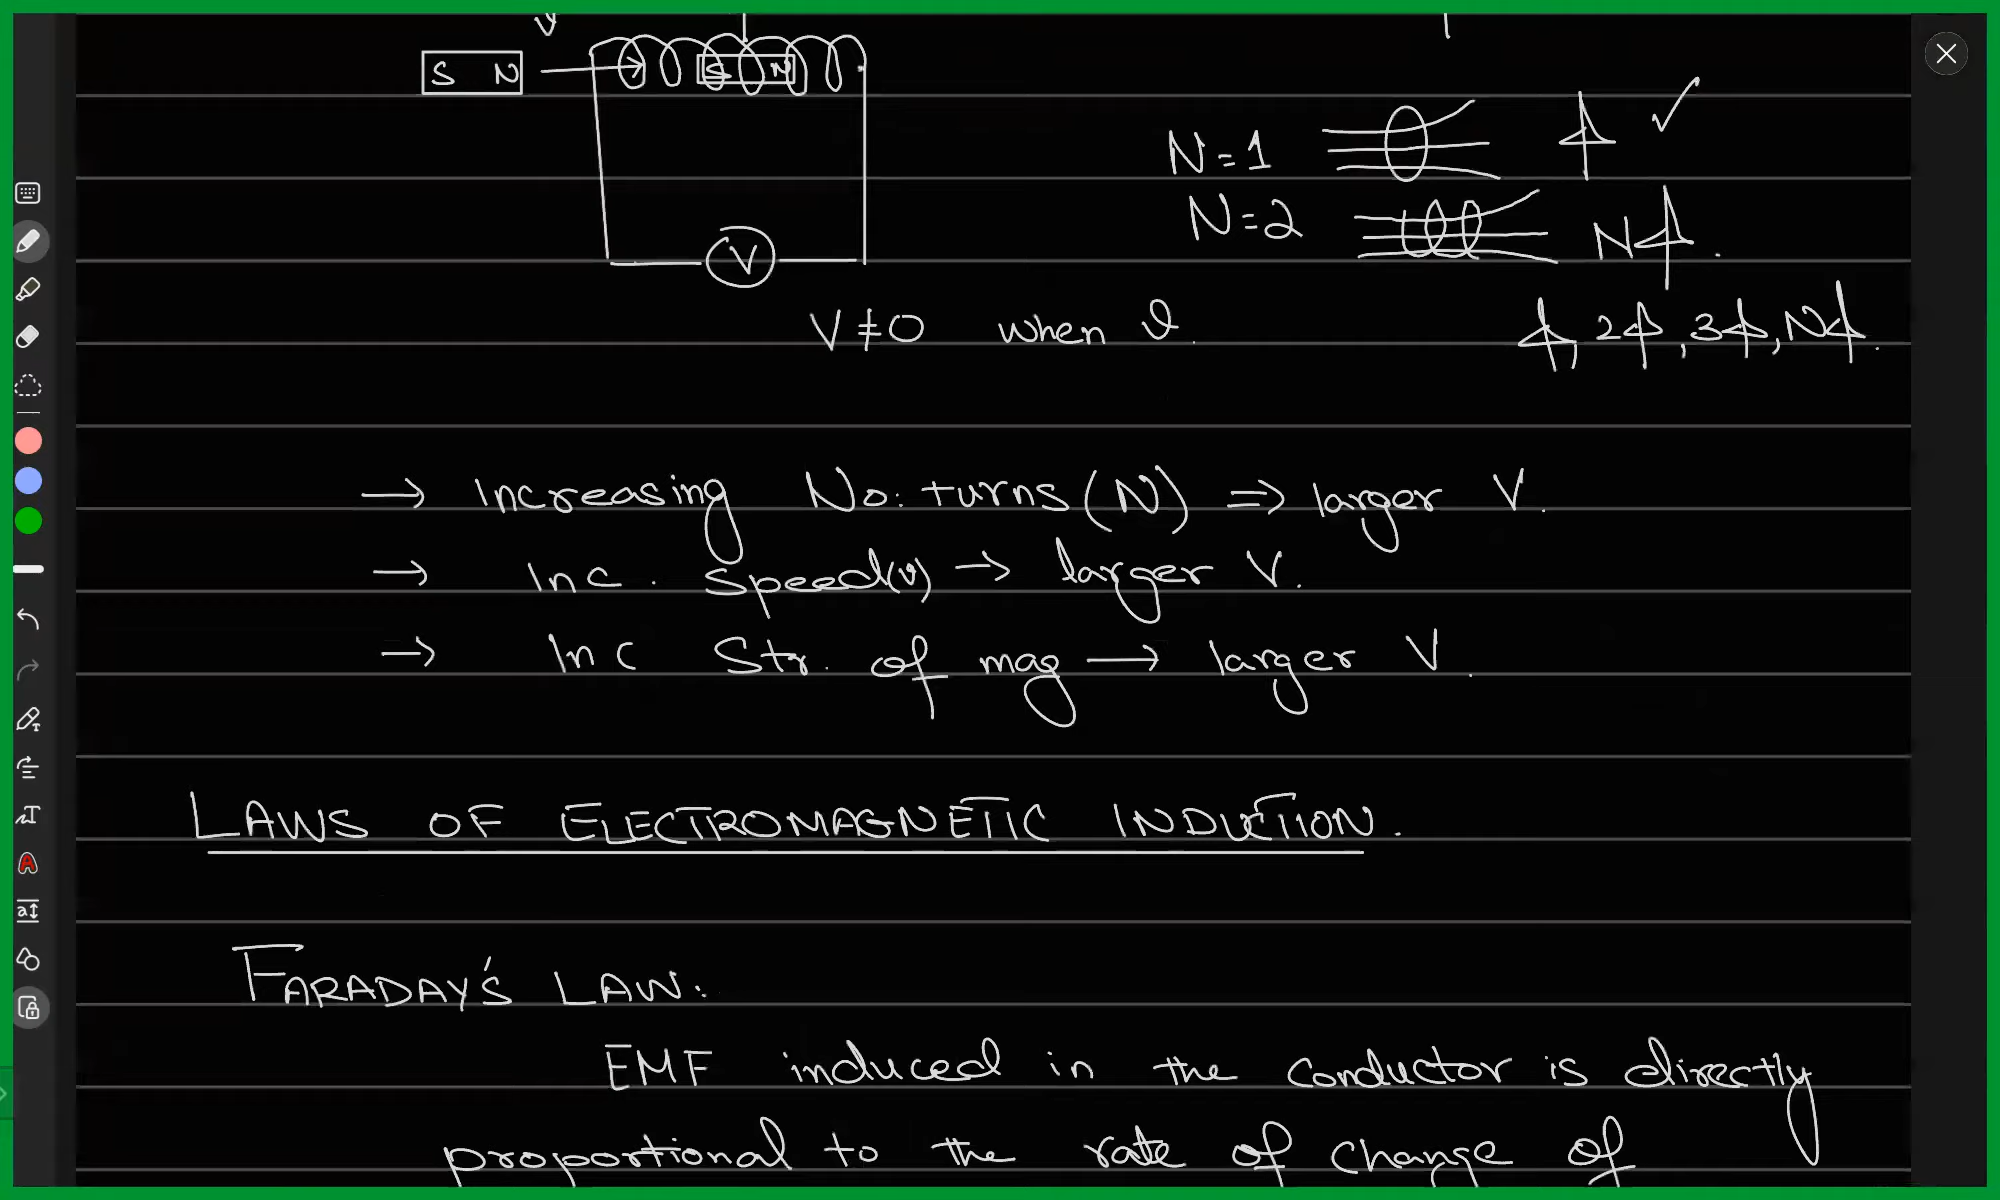 v
S N S N
N=1 ϕ ✓
N=2 Nϕ.
V
V≠0 when v.
ϕ, 2ϕ, 3ϕ, Nϕ.
→ Increasing No: turns (N) ⇒ larger V.
→ Inc. Speed(v) → larger V.
→ Inc Str. of mag → larger V.
LAWS OF ELECTROMAGNETIC INDUCTION.
FARADAY'S LAW:
EMF induced in the conductor is directly
proportional to the rate of change of